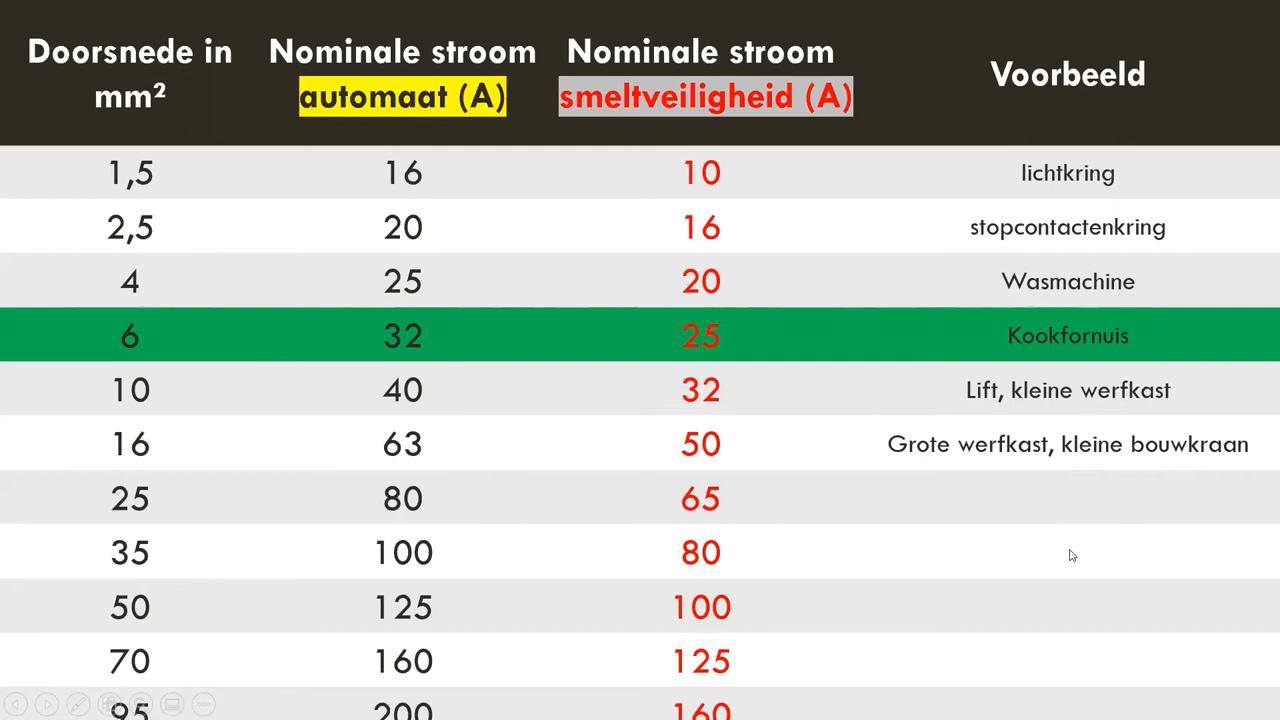 Doorsnede in mm² Nominale stroom automaat (A) Nominale stroom smeltveiligheid (A) Voorbeeld
1,5 16 10 lichtkring
2,5 20 16 stopcontactenkring
4 25 20 Wasmachine
6 32 25 Kookfornuis
10 40 32 Lift, kleine werfkast
16 63 50 Grote werfkast, kleine bouwkraan
25 80 65
35 100 80
50 125 100
70 160 125
95 200 160